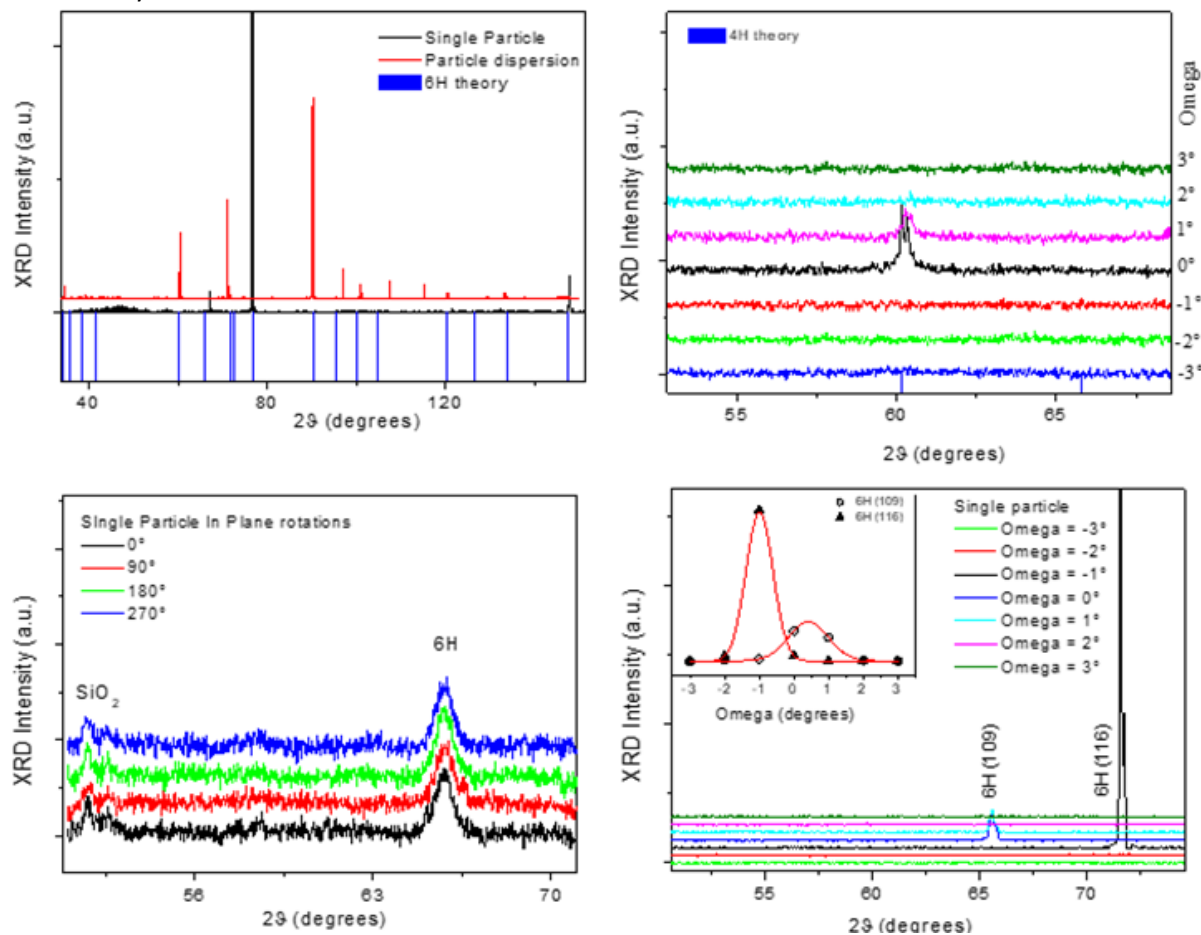 Single Particle
Particle dispersion
6H theory
XRD Intensity (a.u.)
40 80 120
2ϑ (degrees)
4H theory
XRD Intensity (a.u.)
Omega
3°
2°
1°
0°
-1°
-2°
-3°
55 60 65
2ϑ (degrees)
SIngle Particle In Plane rotations
0°
90°
180°
270°
XRD Intensity (a.u.)
SiO2
6H
56 63 70
2ϑ (degrees)
6H (109)
6H (116)
-3 -2 -1 0 1 2 3
Omega (degrees)
Single particle
Omega = -3°
Omega = -2°
Omega = -1°
Omega = 0°
Omega = 1°
Omega = 2°
Omega = 3°
XRD Intensity (a.u.)
6H (109)
6H (116)
55 60 65 70
2ϑ (degrees)